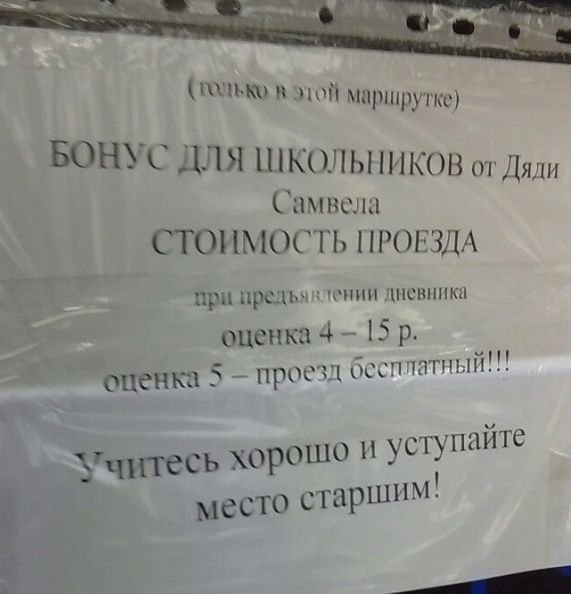 (только в этой маршрутке)
БОНУС ДЛЯ ШКОЛЬНИКОВ от Дяди
Самвела
СТОИМОСТЬ ПРОЕЗДА
при предъявлении дневника
оценка 4 – 15 р.
оценка 5 – проезд бесплатный!!!
Учитесь хорошо и уступайте
место старшим!